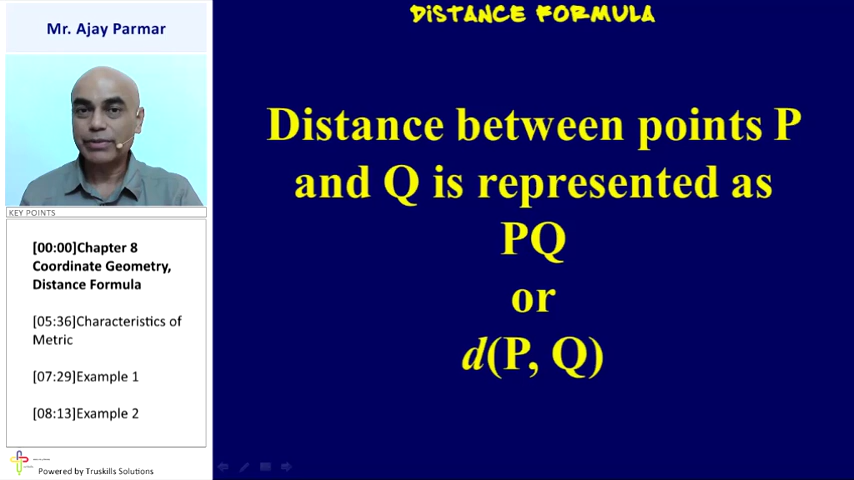 Mr. Ajay Parmar
KEY POINTS
[00:00]Chapter 8
Coordinate Geometry,
Distance Formula
[05:36]Characteristics of
Metric
[07:29]Example 1
[08:13]Example 2
Powered by Truskills Solutions
DISTANCE FORMULA
Distance between points P
and Q is represented as
PQ
or
d(P, Q)